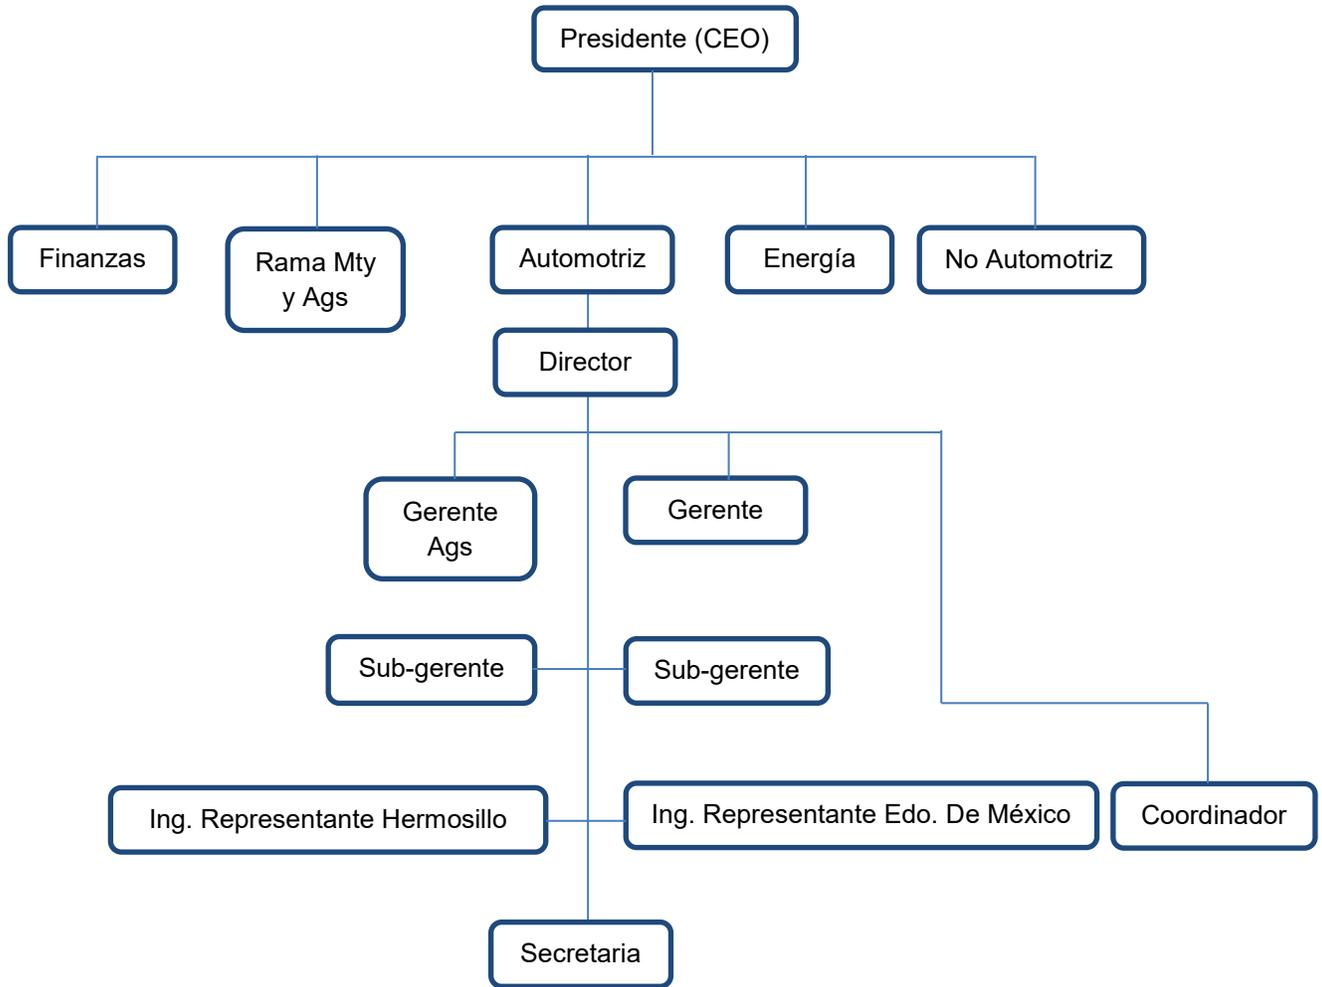 Presidente (CEO)
Finanzas
Rama Mty
y Ags
Automotriz
Energía
No Automotriz
Director
Gerente
Ags
Gerente
Sub-gerente
Sub-gerente
Ing. Representante Hermosillo
Ing. Representante Edo. De México
Coordinador
Secretaria